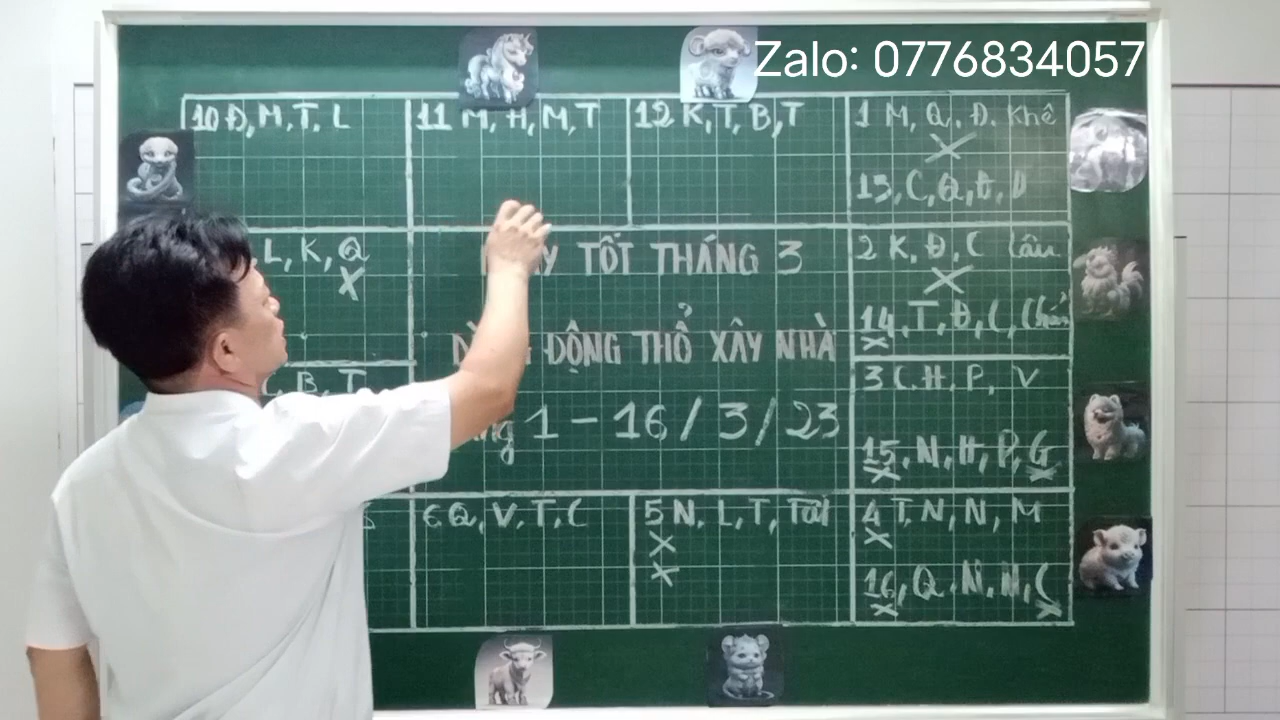 Zalo: 0776834057
10 Đ, M, T, L
11 M, H, M, T
12 K, T, B, T
1 M, Q, Đ. Khê
X
13, C, Q, Đ, D
L, K, Q
X
TỐT THÁNG 3
2 K, Đ, C Lâu
X
14, T, Đ, C, Chẩn
X
ĐỘNG THỔ XÂY NHÀ
C, B, T
3 C, H, P, V
1 - 16 / 3 / 23
15, N, H, P, G
X X
6 Q, V, T, C
5 N, L, T, Tài
X
X
4 T, N, N, M
X
16, Q, N, N, C
X X